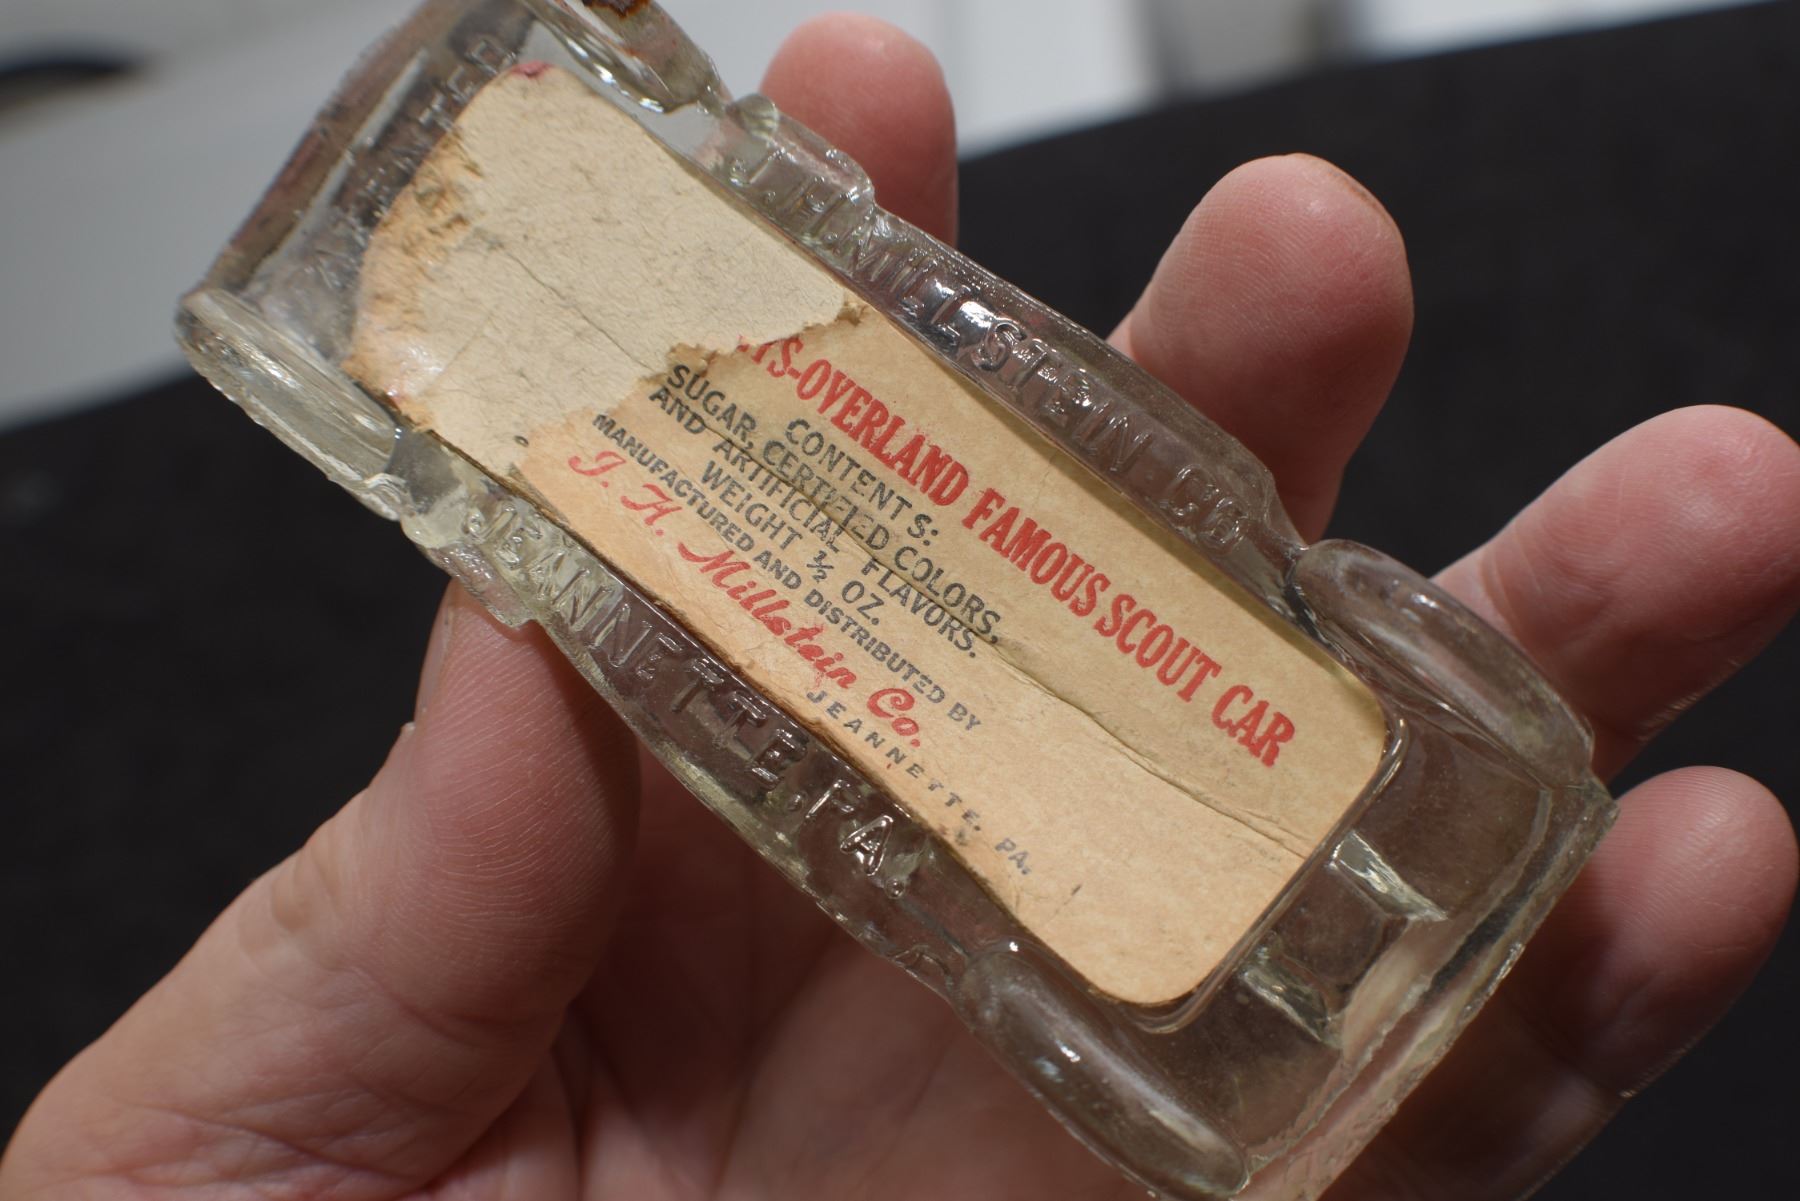 J.H.MILLSTEIN.CO
YS-OVERLAND FAMOUS SCOUT CAR
CONTENTS:
SUGAR, CERTIFIED COLORS,
AND ARTIFICIAL FLAVORS.
WEIGHT ½ OZ.
MANUFACTURED AND DISTRIBUTED BY
J. H. Millstein Co.
JEANNETTE, PA.
JEANNETTE.PA.